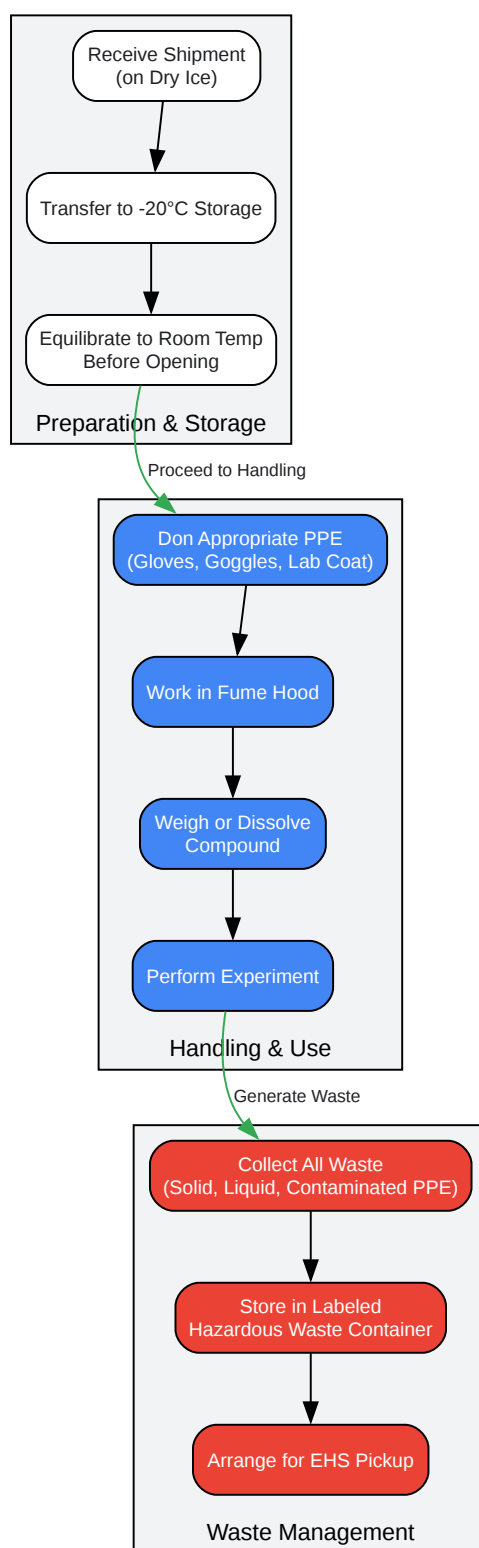 Receive Shipment
(on Dry Ice)
Transfer to -20°C Storage
Equilibrate to Room Temp
Before Opening
Preparation & Storage
Proceed to Handling
Don Appropriate PPE
(Gloves, Goggles, Lab Coat)
Work in Fume Hood
Weigh or Dissolve
Compound
Perform Experiment
Handling & Use
Generate Waste
Collect All Waste
(Solid, Liquid, Contaminated PPE)
Store in Labeled
Hazardous Waste Container
Arrange for EHS Pickup
Waste Management